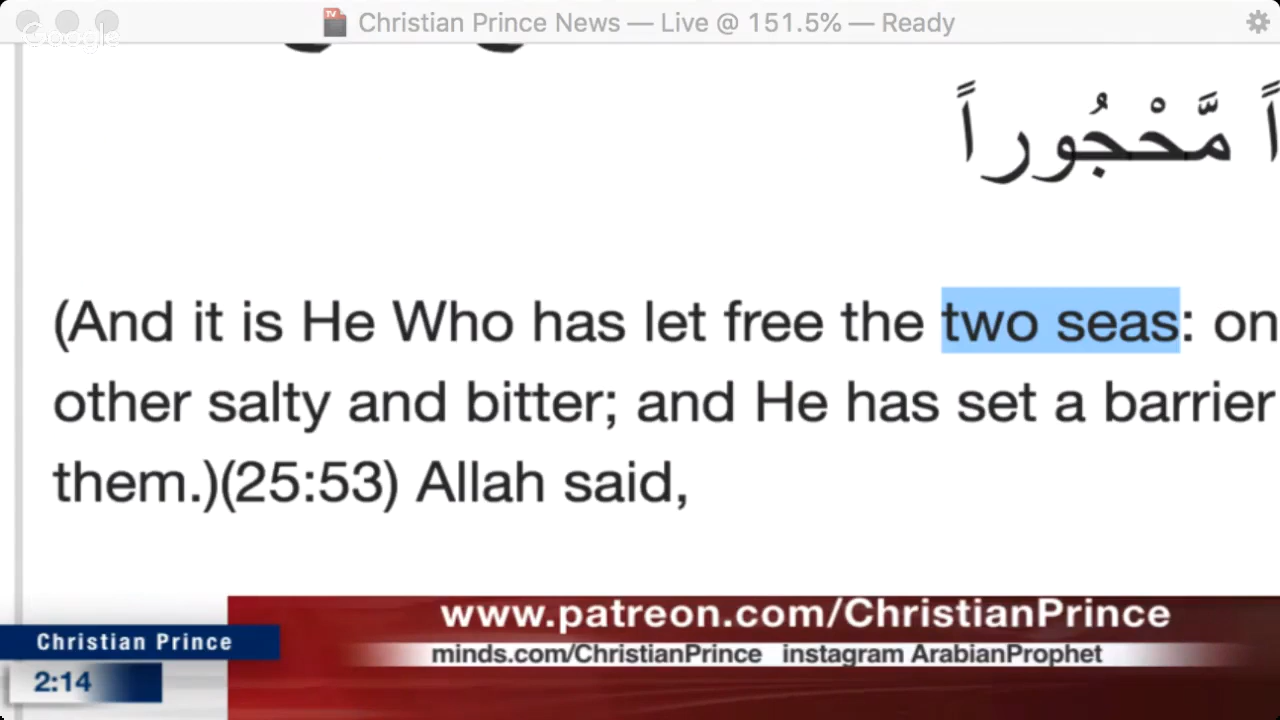 Christian Prince News — Live @ 151.5% — Ready
Google
اً مَّحْجُوراً
(And it is He Who has let free the two seas: on
other salty and bitter; and He has set a barrier
them.)(25:53) Allah said,
www.patreon.com/ChristianPrince
Christian Prince
minds.com/ChristianPrince instagram ArabianProphet
2:14